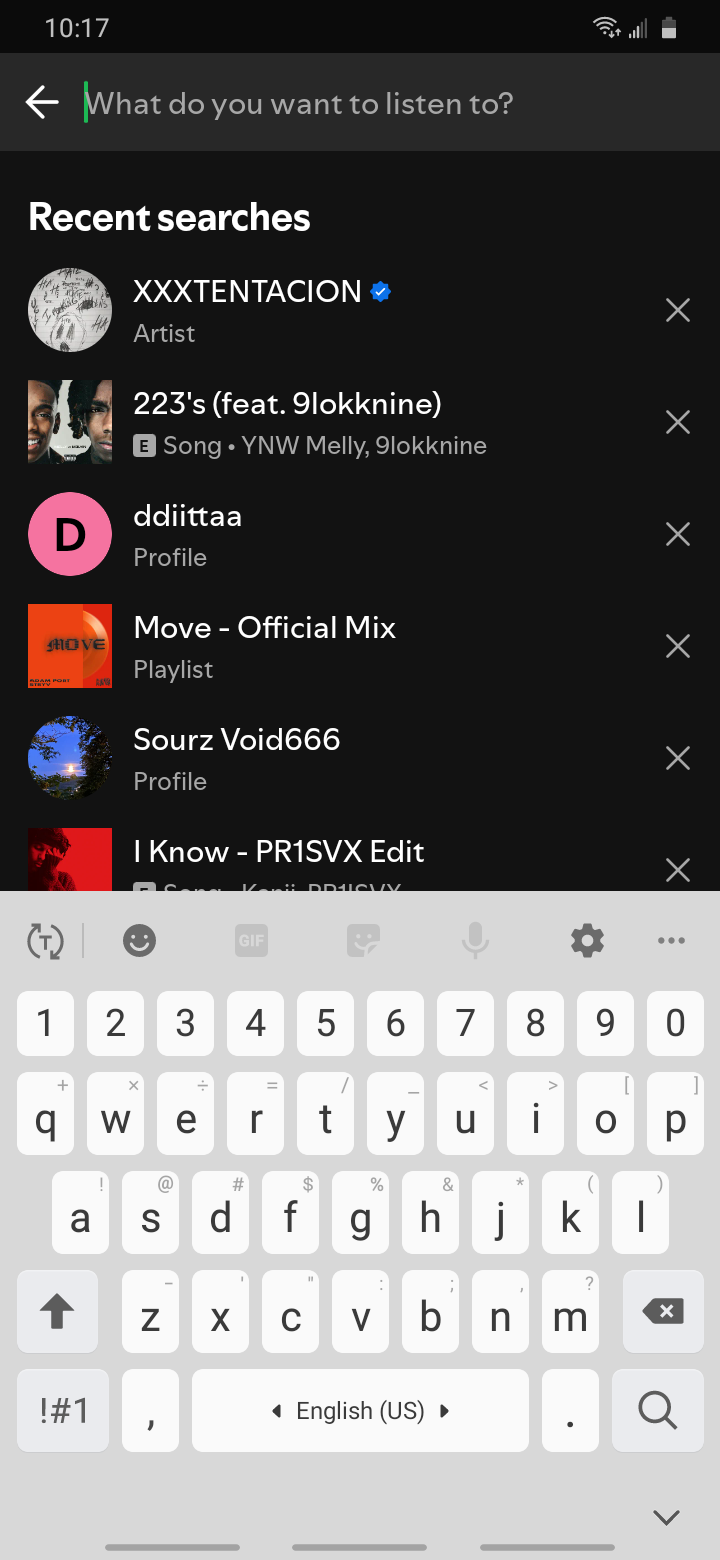 10:17
What do you want to listen to?
Recent searches
XXXTENTACION
Artist
223's (feat. 9lokknine)
E Song • YNW Melly, 9lokknine
D
ddiittaa
Profile
MOVE
Move - Official Mix
Playlist
Sourz Void666
Profile
I Know - PR1SVX Edit
T GIF
1 2 3 4 5 6 7 8 9 0
+ × ÷ = / _ < > [ ]
q w e r t y u i o p
! @ # $ % & * ( )
a s d f g h j k l
- ' " : ; , ?
z x c v b n m
!#1 , English (US) .